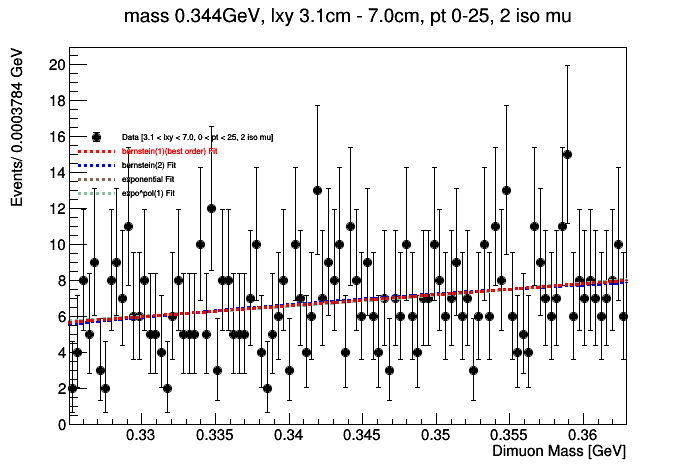 mass 0.344GeV, lxy 3.1cm - 7.0cm, pt 0-25, 2 iso mu
Events/ 0.0003784 GeV
20
18
16
14
12
10
8
6
4
2
0
Data [3.1 < lxy < 7.0, 0 < pt < 25, 2 iso mu]
bernstein(1)(best order) Fit
bernstein(2) Fit
exponential Fit
expo*pol(1) Fit
0.33 0.335 0.34 0.345 0.35 0.355 0.36
Dimuon Mass [GeV]